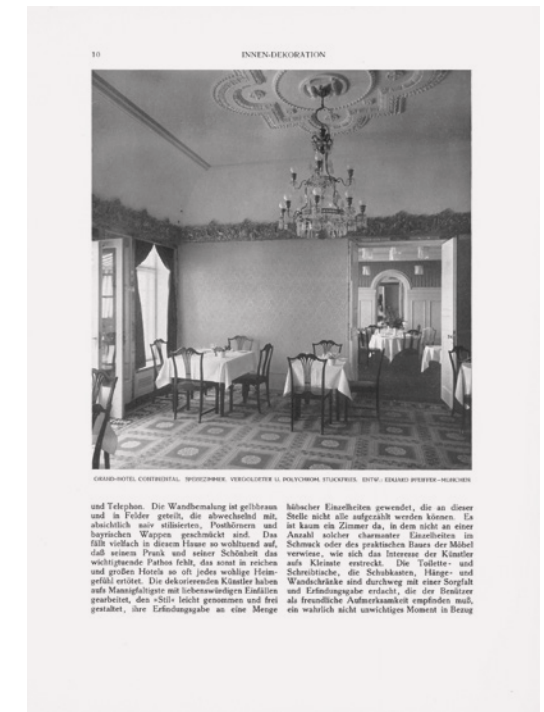 10
INNEN-DEKORATION
GRAND-HOTEL CONTINENTAL. SPEISEZIMMER, VERGOLDETER U. POLYCHROM. STUCKFRIES. ENTW.: EDUARD PFEIFFER-MÜNCHEN
und Telephon. Die Wandbemalung ist gelbbraun
und in Felder geteilt, die abwechselnd mit,
absichtlich naiv stilisierten, Posthörnern und
bayrischen Wappen geschmückt sind. Das
fällt vielfach in diesem Hause so wohltuend auf,
daß seinem Prunk und seiner Schönheit das
wichtigtuende Pathos fehlt, das sonst in reichen
und großen Hotels so oft jedes wohlige Heim-
gefühl ertötet. Die dekorierenden Künstler haben
aufs Mannigfaltigste mit liebenswürdigen Einfällen
gearbeitet, den »Stil« leicht genommen und frei
gestaltet, ihre Erfindungsgabe an eine Menge
hübscher Einzelheiten gewendet, die an dieser
Stelle nicht alle aufgezählt werden können. Es
ist kaum ein Zimmer da, in dem nicht an einer
Anzahl solcher charmanter Einzelheiten im
Schmuck oder des praktischen Baues der Möbel
verwiese, wie sich das Interesse der Künstler
aufs Kleinste erstreckt. Die Toilette- und
Schreibtische, die Schubkasten, Hänge- und
Wandschränke sind durchweg mit einer Sorgfalt
und Erfindungsgabe erdacht, die der Benützer
als freundliche Aufmerksamkeit empfinden muß,
ein wahrlich nicht unwichtiges Moment in Bezug